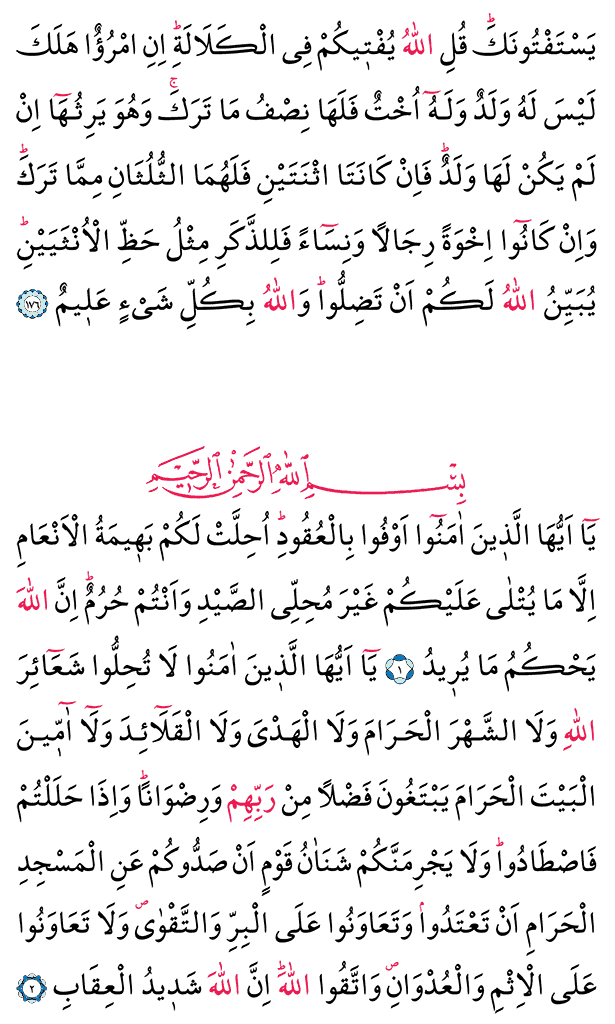 يَسْتَفْتُونَكَۜ قُلِ اللّٰهُ يُفْت۪يكُمْ فِى الْكَلَالَةِۜ اِنِ امْرُؤٌا هَلَكَ
لَيْسَ لَهُ وَلَدٌ وَلَهُٓ اُخْتٌ فَلَهَا نِصْفُ مَا تَرَكَۚ وَهُوَ يَرِثُهَٓا اِنْ
لَمْ يَكُنْ لَهَا وَلَدٌۜ فَاِنْ كَانَتَا اثْنَتَيْنِ فَلَهُمَا الثُّلُثَانِ مِمَّا تَرَكَۜ
وَاِنْ كَانُٓوا اِخْوَةً رِجَالًا وَنِسَٓاءً فَلِلذَّكَرِ مِثْلُ حَظِّ الْاُنْثَيَيْنِۜ
يُبَيِّنُ اللّٰهُ لَكُمْ اَنْ تَضِلُّواۜ وَاللّٰهُ بِكُلِّ شَىْءٍ عَل۪يمٌ ﴿١٧٦﴾
بِسْمِ اللّٰهِ الرَّحْمٰنِ الرَّح۪يمِ
يَٓا اَيُّهَا الَّذ۪ينَ اٰمَنُٓوا اَوْفُوا بِالْعُقُودِۜ اُحِلَّتْ لَكُمْ بَه۪يمَةُ الْاَنْعَامِ
اِلَّا مَا يُتْلٰى عَلَيْكُمْ غَيْرَ مُحِلِّى الصَّيْدِ وَاَنْتُمْ حُرُمٌۜ اِنَّ اللّٰهَ
يَحْكُمُ مَا يُر۪يدُ ﴿١﴾ يَٓا اَيُّهَا الَّذ۪ينَ اٰمَنُوا لَا تُحِلُّوا شَعَٓائِرَ
اللّٰهِ وَلَا الشَّهْرَ الْحَرَامَ وَلَا الْهَدْىَ وَلَا الْقَلَٓائِدَ وَلَٓا اٰمّ۪ينَ
الْبَيْتَ الْحَرَامَ يَبْتَغُونَ فَضْلًا مِنْ رَبِّهِمْ وَرِضْوَانًاۜ وَاِذَا حَلَلْتُمْ
فَاصْطَادُواۜ وَلَا يَجْرِمَنَّكُمْ شَنَاٰنُ قَوْمٍ اَنْ صَدُّوكُمْ عَنِ الْمَسْجِدِ
الْحَرَامِ اَنْ تَعْتَدُواۢ وَتَعَاوَنُوا عَلَى الْبِرِّ وَالتَّقْوٰىۖ وَلَا تَعَاوَنُوا
عَلَى الْاِثْمِ وَالْعُدْوَانِۖ وَاتَّقُوا اللّٰهَۜ اِنَّ اللّٰهَ شَد۪يدُ الْعِقَابِ ﴿٢﴾